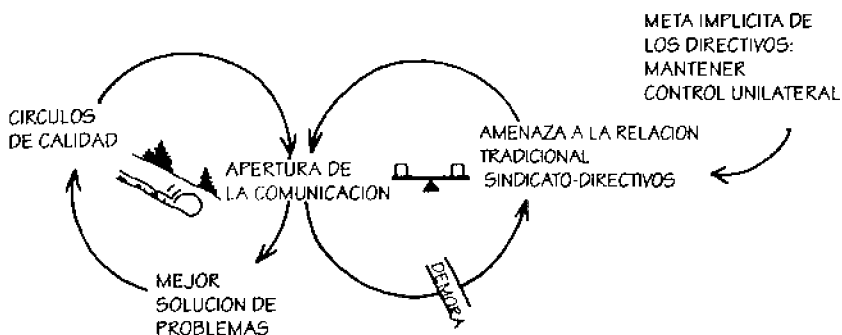 META IMPLICITA DE
LOS DIRECTIVOS:
MANTENER
CONTROL UNILATERAL
CIRCULOS
DE CALIDAD
APERTURA DE
LA COMUNICACION
AMENAZA A LA RELACION
TRADICIONAL
SINDICATO-DIRECTIVOS
DEMORA
MEJOR
SOLUCION DE
PROBLEMAS